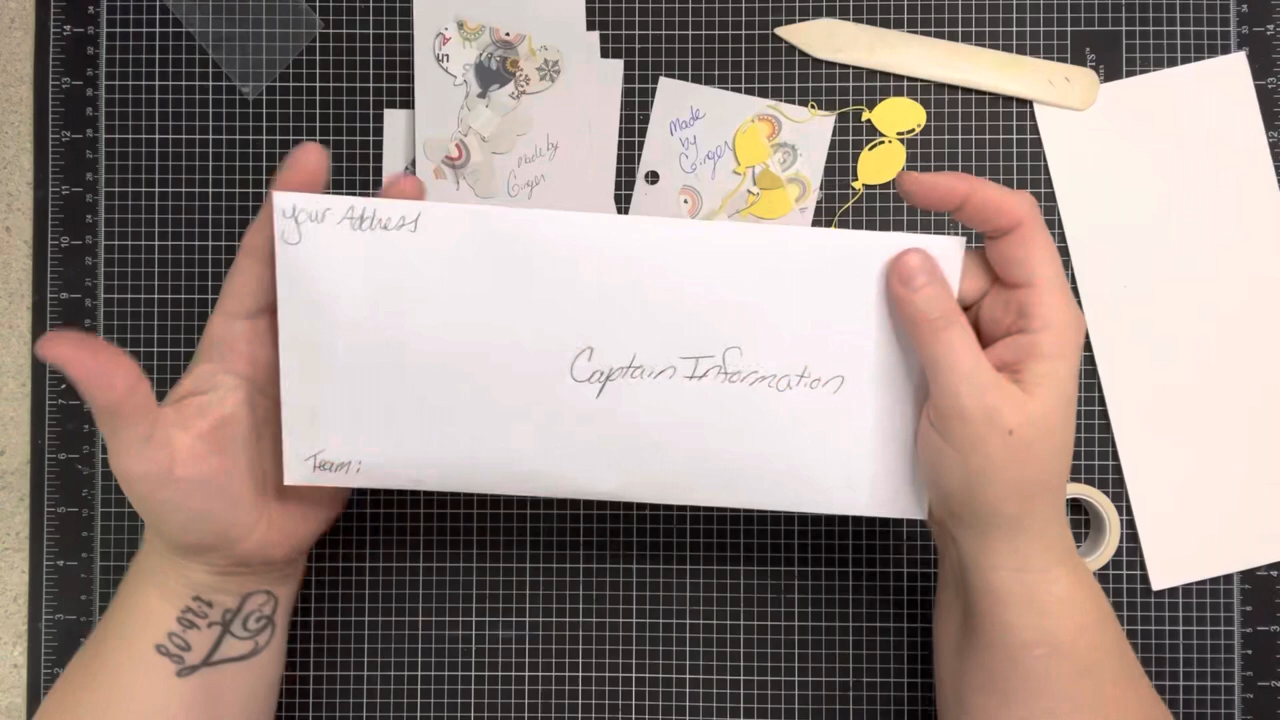 made by
Ginger
Made
by
Ginger
Your Address
Captain Information
Team:
1·26·08